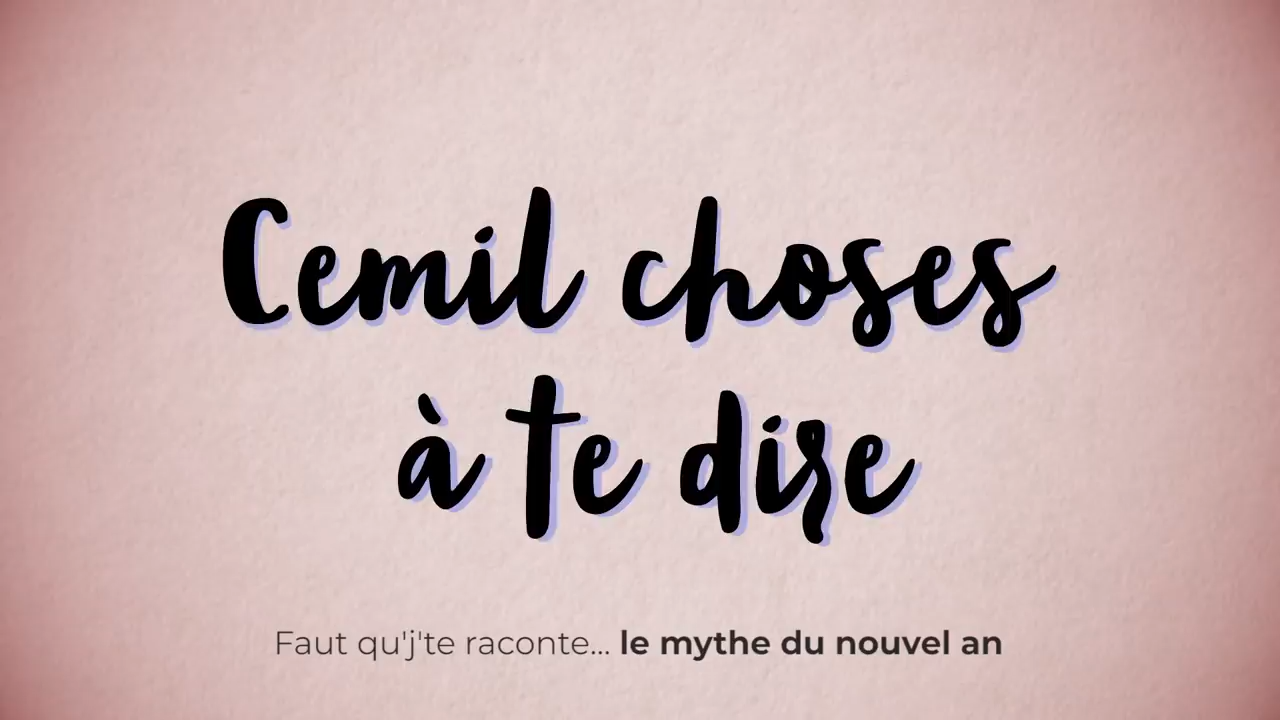 Cemil choses
à te dire
Faut qu'j'te raconte... le mythe du nouvel an